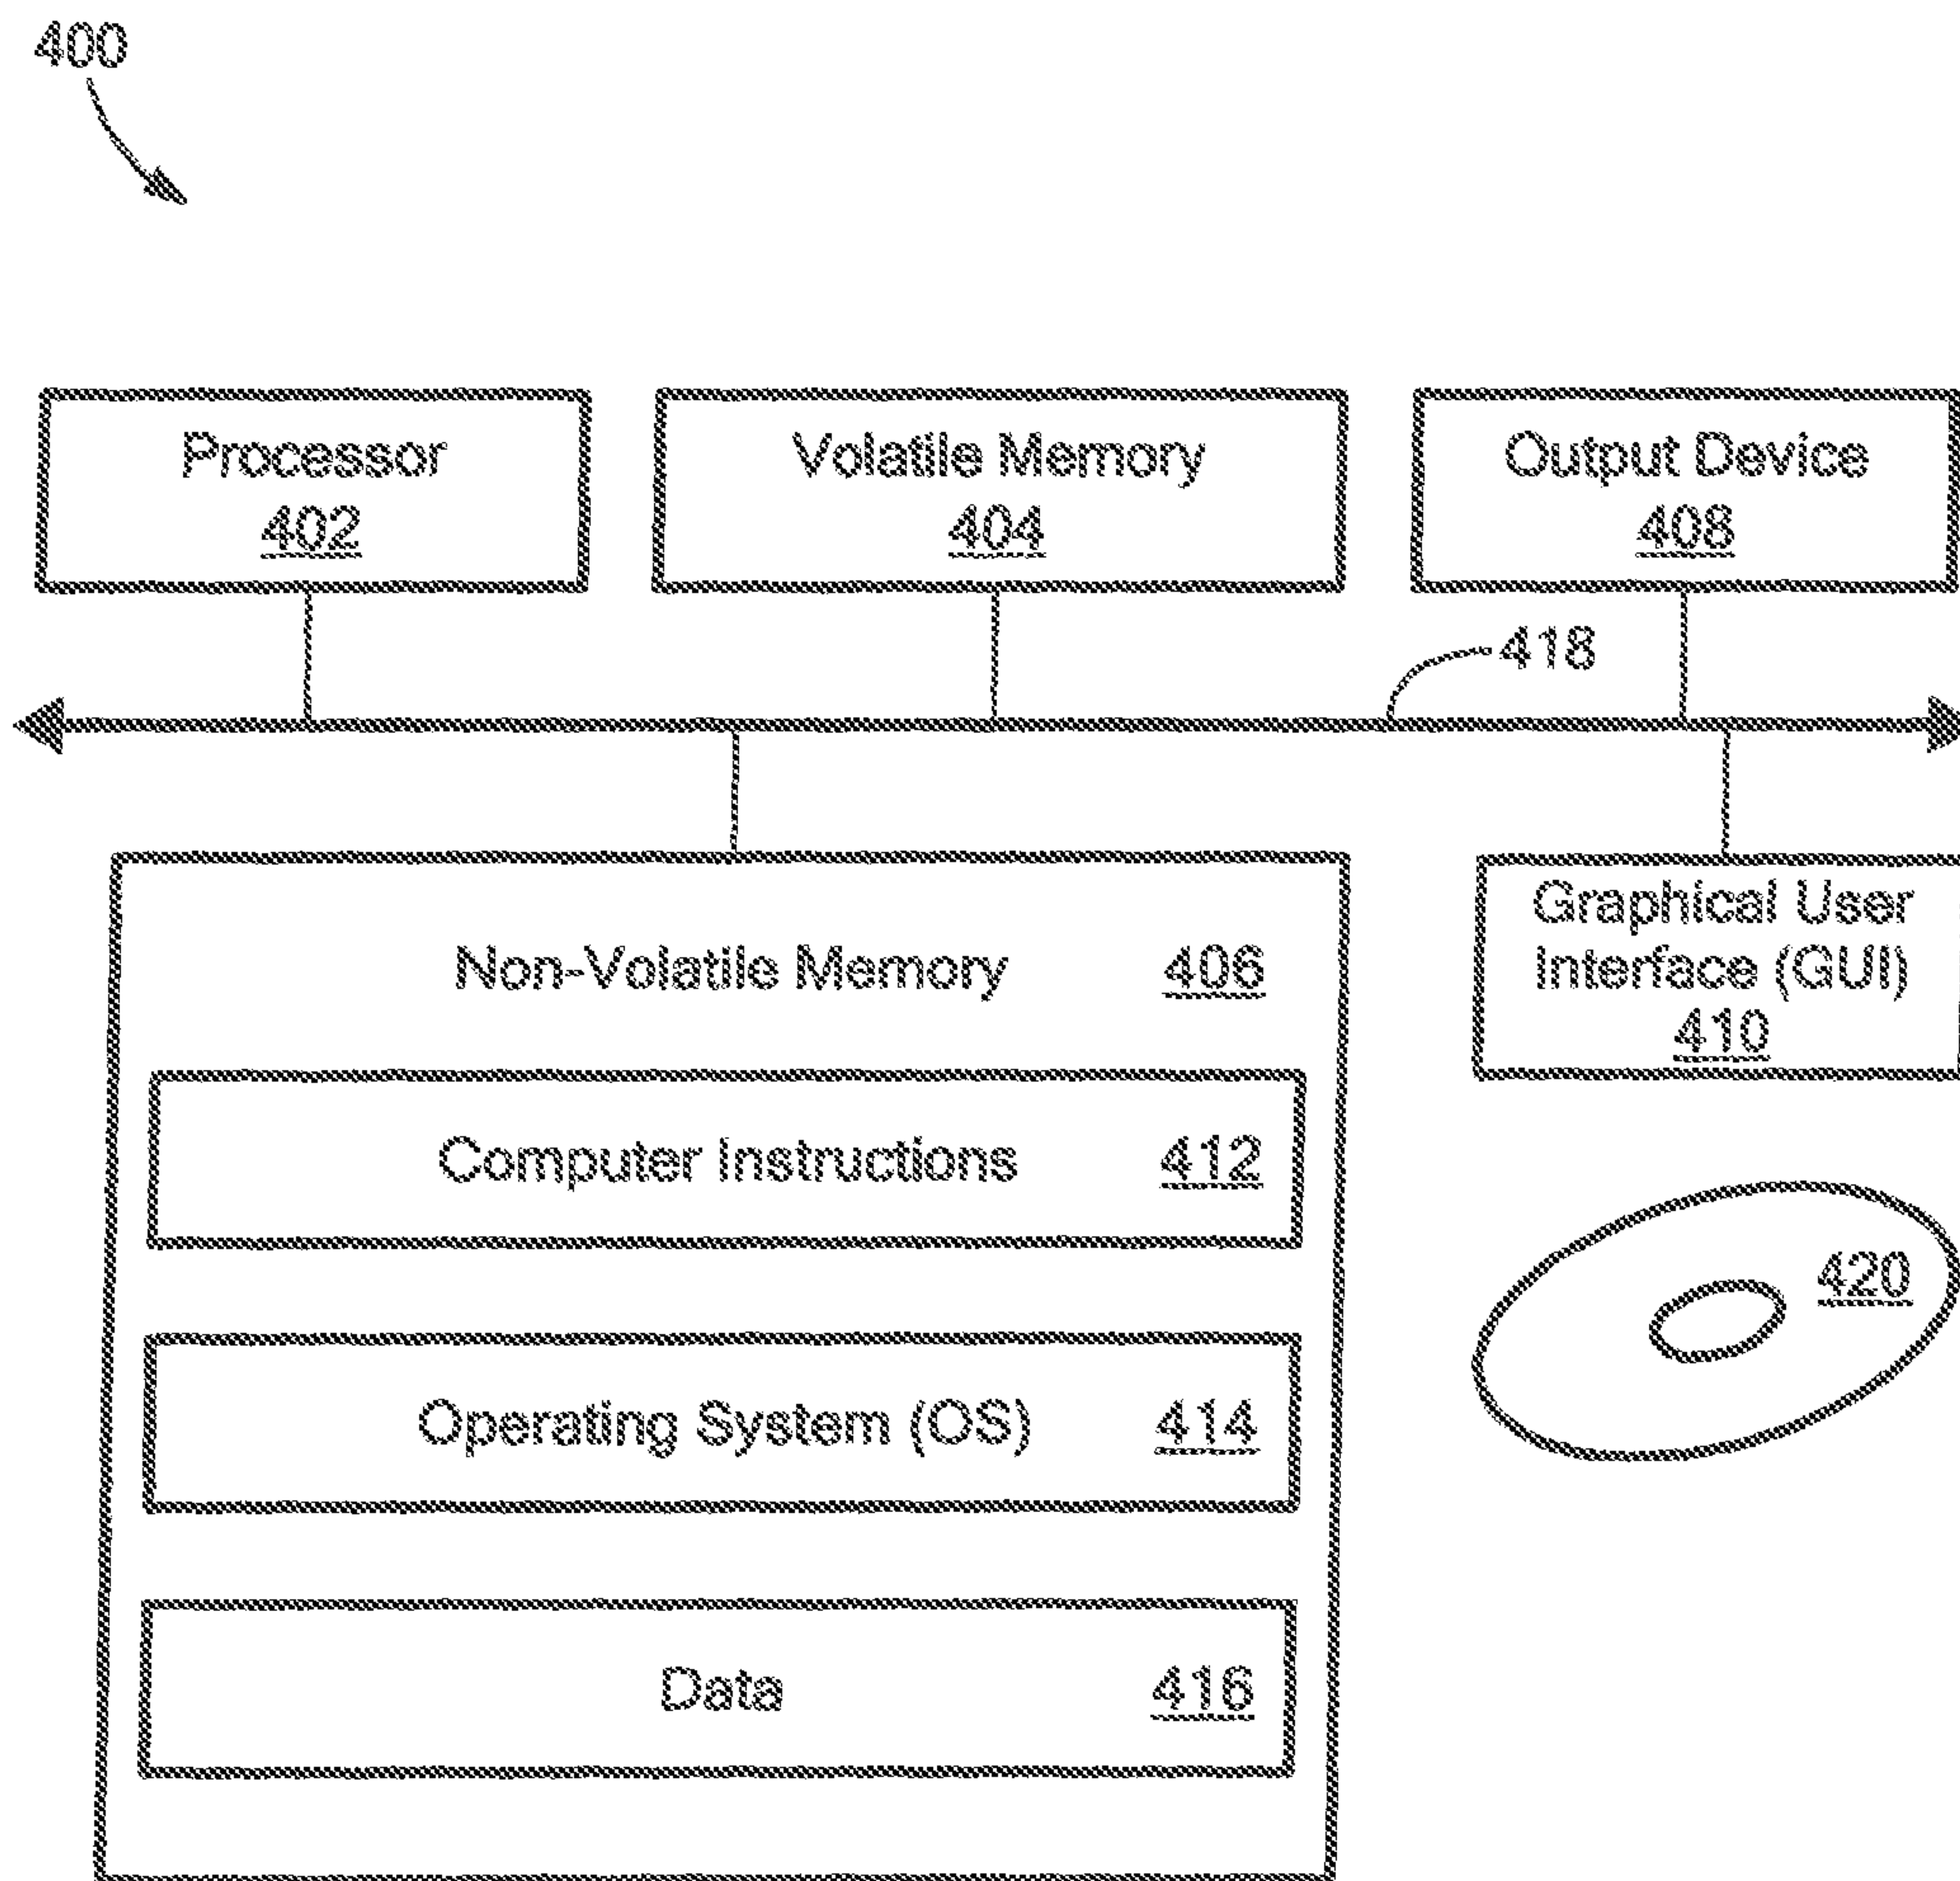 400
Processor
402
Volatile Memory
404
Output Device
408
418
Non-Volatile Memory 406
Graphical User
Interface (GUI)
410
Computer Instructions 412
420
Operating System (OS) 414
Data 416